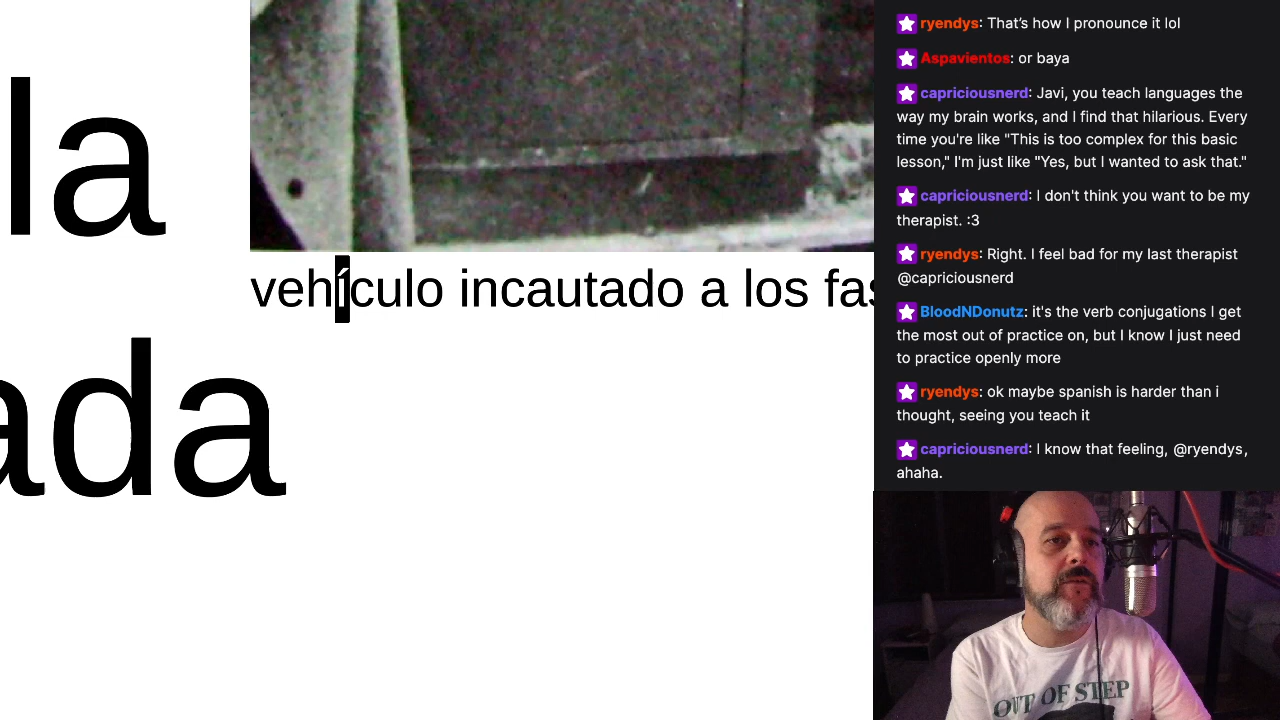 la
ada
vehículo incautado a los fas
ryendys: That's how I pronounce it lol
Aspavientos: or baya
capriciousnerd: Javi, you teach languages the
way my brain works, and I find that hilarious. Every
time you're like "This is too complex for this basic
lesson," I'm just like "Yes, but I wanted to ask that."
capriciousnerd: I don't think you want to be my
therapist. :3
ryendys: Right. I feel bad for my last therapist
@capriciousnerd
BloodNDonutz: it's the verb conjugations I get
the most out of practice on, but I know I just need
to practice openly more
ryendys: ok maybe spanish is harder than i
thought, seeing you teach it
capriciousnerd: I know that feeling, @ryendys,
ahaha.
OUT OF STEP